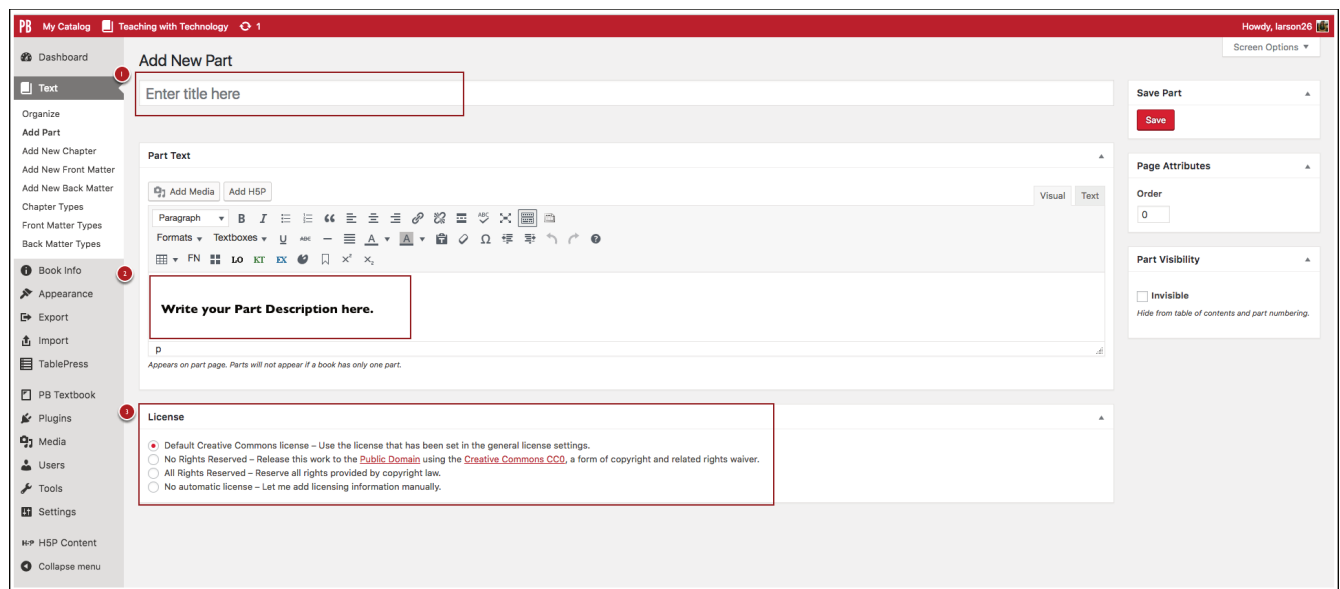 PB My Catalog Teaching with Technology 1 Howdy, larson26
Screen Options
Dashboard
Text
Organize
Add Part
Add New Chapter
Add New Front Matter
Add New Back Matter
Chapter Types
Front Matter Types
Back Matter Types
Book Info
Appearance
Export
Import
TablePress
PB Textbook
Plugins
Media
Users
Tools
Settings
H-P H5P Content
Collapse menu
Add New Part
1
Enter title here
Part Text
Add Media Add H5P
Visual Text
Paragraph B I ABC
Formats Textboxes U ABC A A Ω
FN LO KT EX x² x₂
2
Write your Part Description here.
p
Appears on part page. Parts will not appear if a book has only one part.
3
License
Default Creative Commons license – Use the license that has been set in the general license settings.
No Rights Reserved – Release this work to the Public Domain using the Creative Commons CC0, a form of copyright and related rights waiver.
All Rights Reserved – Reserve all rights provided by copyright law.
No automatic license – Let me add licensing information manually.
Save Part
Save
Page Attributes
Order
0
Part Visibility
Invisible
Hide from table of contents and part numbering.